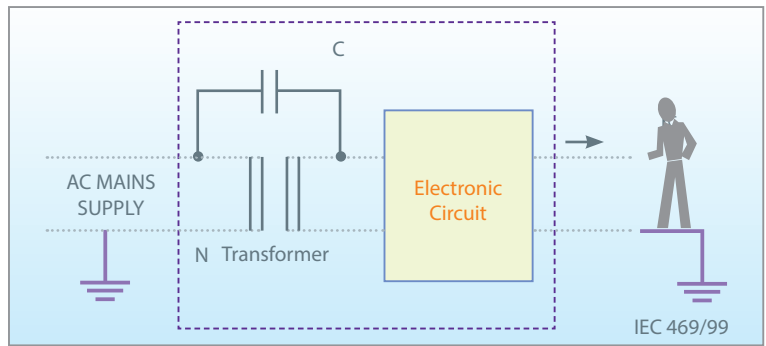 C
AC MAINS
SUPPLY
Electronic
Circuit
N Transformer
IEC 469/99